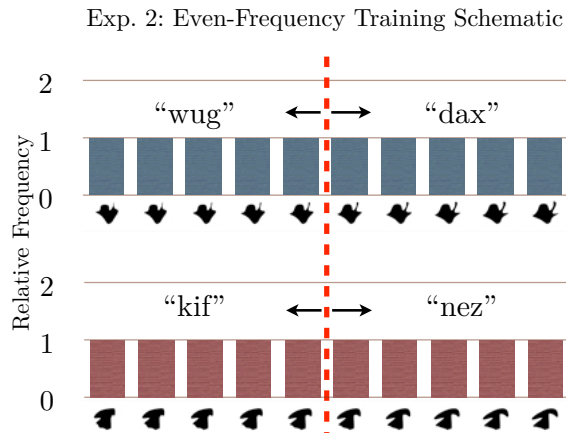 Exp. 2: Even-Frequency Training Schematic
2
“wug” “dax”
1
0
Relative Frequency
2
“kif” “nez”
1
0